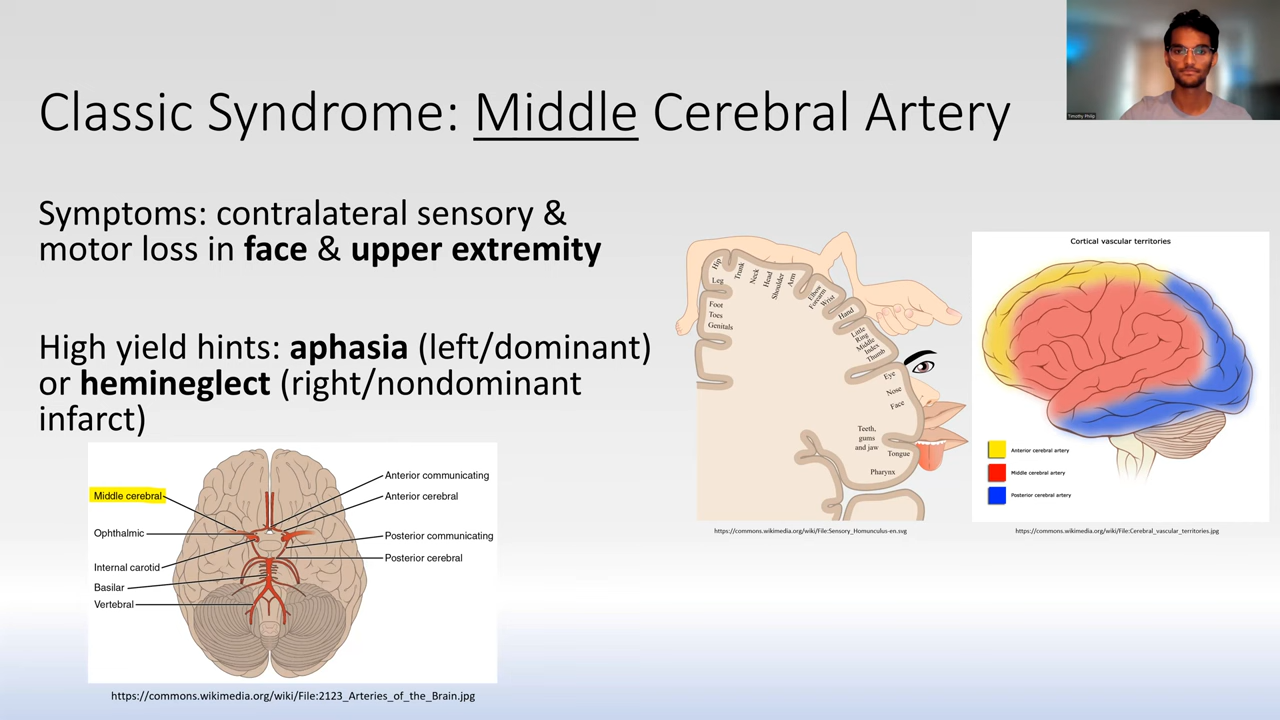 Classic Syndrome: Middle Cerebral Artery
Timothy Philip
Symptoms: contralateral sensory &
motor loss in face & upper extremity
High yield hints: aphasia (left/dominant)
or hemineglect (right/nondominant
infarct)
Middle cerebral
Ophthalmic
Internal carotid
Basilar
Vertebral
Anterior communicating
Anterior cerebral
Posterior communicating
Posterior cerebral
https://commons.wikimedia.org/wiki/File:2123_Arteries_of_the_Brain.jpg
Hip
Leg
Foot
Toes
Genitals
Trunk
Neck
Head
Shoulder
Arm
Elbow
Forearm
Wrist
Hand
Little
Ring
Middle
Index
Thumb
Eye
Nose
Face
Teeth,
gums
and jaw
Tongue
Pharynx
https://commons.wikimedia.org/wiki/File:Sensory_Homunculus-en.svg
Cortical vascular territories
Anterior cerebral artery
Middle cerebral artery
Posterior cerebral artery
https://commons.wikimedia.org/wiki/File:Cerebral_vascular_territories.jpg